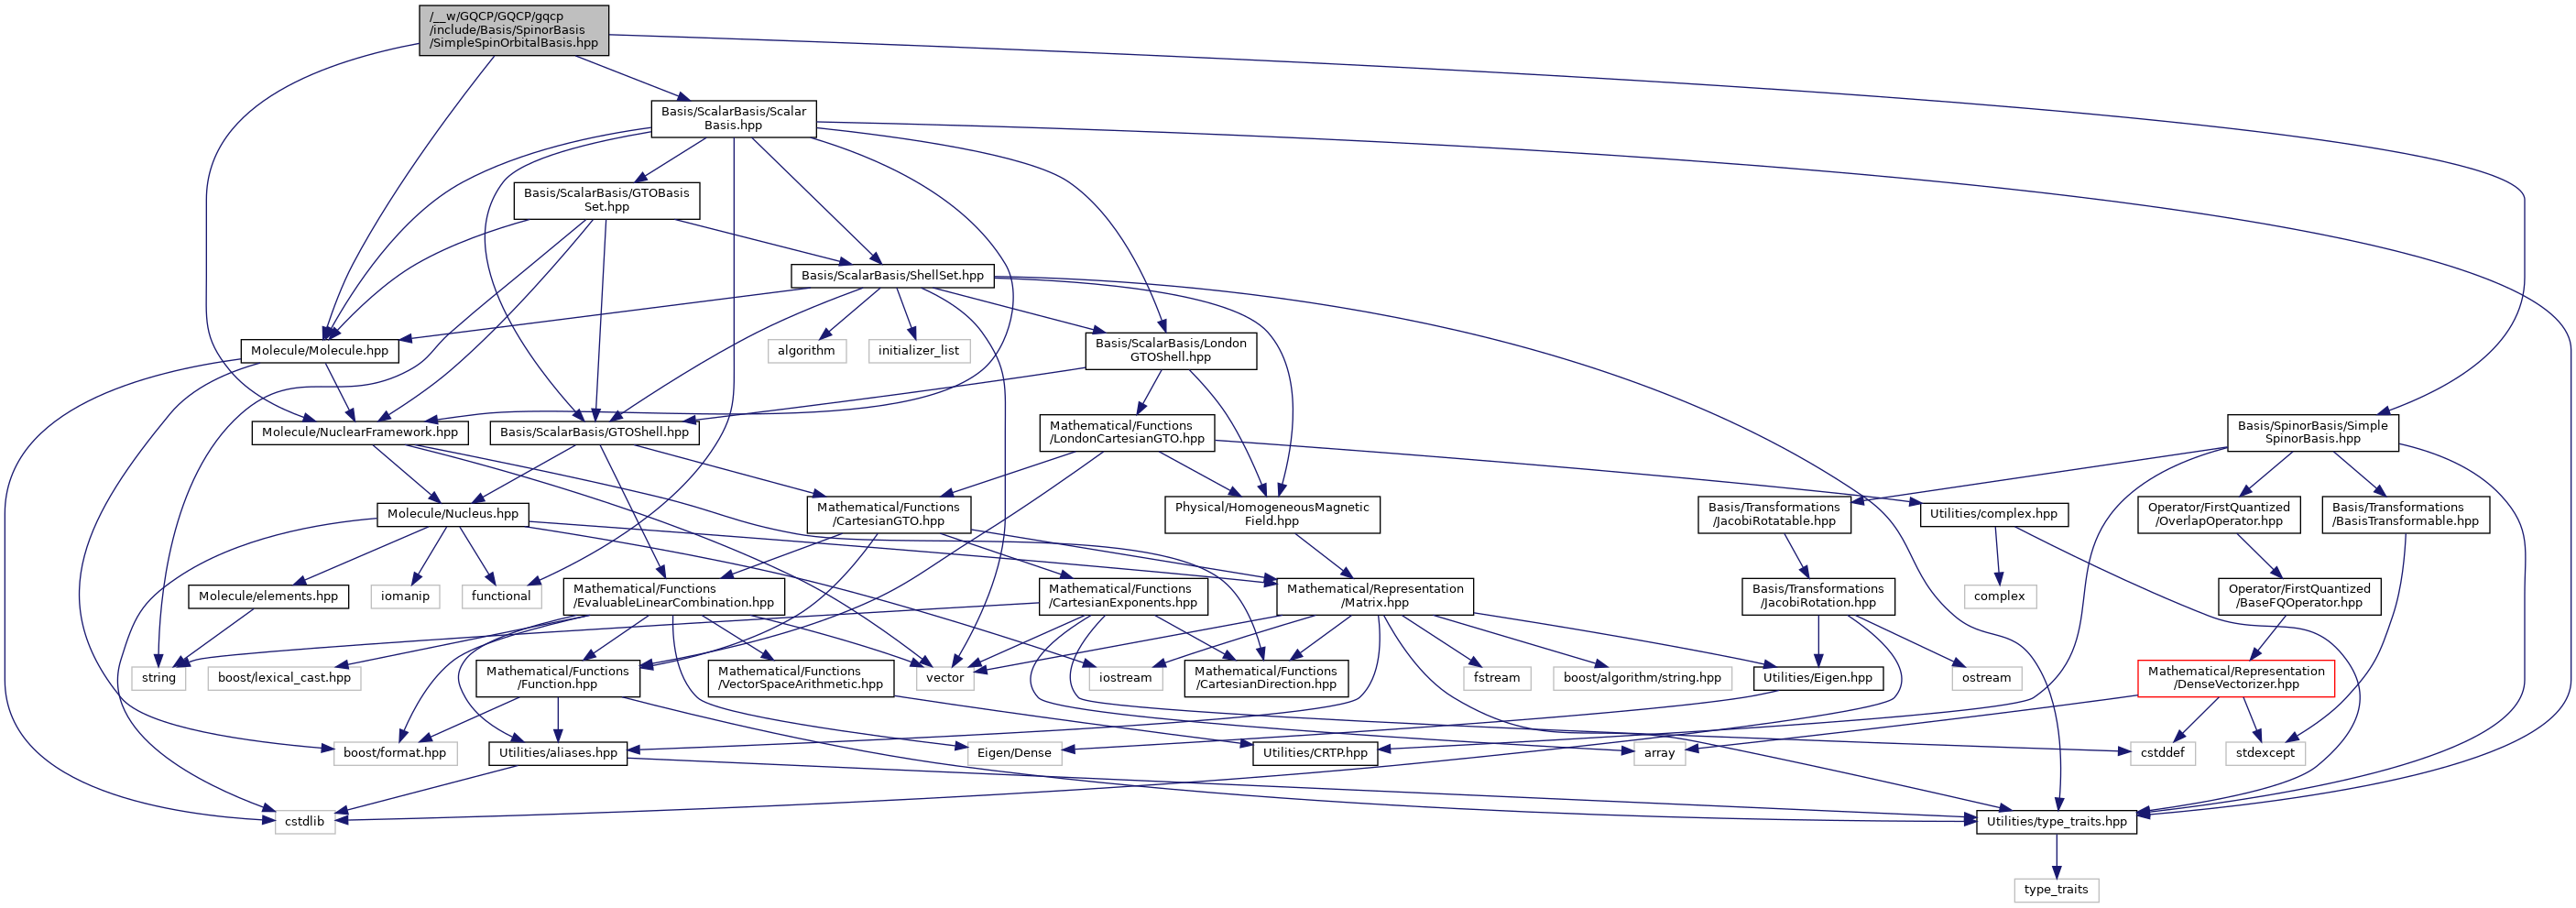 /__w/GQCP/GQCP/gqcp
/include/Basis/SpinorBasis
/SimpleSpinOrbitalBasis.hpp
Basis/ScalarBasis/Scalar
Basis.hpp
Basis/ScalarBasis/GTOBasis
Set.hpp
Basis/ScalarBasis/ShellSet.hpp
Molecule/Molecule.hpp
algorithm
initializer_list
Basis/ScalarBasis/London
GTOShell.hpp
Molecule/NuclearFramework.hpp
Basis/ScalarBasis/GTOShell.hpp
Mathematical/Functions
/LondonCartesianGTO.hpp
Basis/SpinorBasis/Simple
SpinorBasis.hpp
Molecule/Nucleus.hpp
Mathematical/Functions
/CartesianGTO.hpp
Physical/HomogeneousMagnetic
Field.hpp
Basis/Transformations
/JacobiRotatable.hpp
Utilities/complex.hpp
Operator/FirstQuantized
/OverlapOperator.hpp
Basis/Transformations
/BasisTransformable.hpp
Molecule/elements.hpp
iomanip
functional
Mathematical/Functions
/EvaluableLinearCombination.hpp
Mathematical/Functions
/CartesianExponents.hpp
Mathematical/Representation
/Matrix.hpp
Basis/Transformations
/JacobiRotation.hpp
complex
Operator/FirstQuantized
/BaseFQOperator.hpp
string
boost/lexical_cast.hpp
Mathematical/Functions
/Function.hpp
Mathematical/Functions
/VectorSpaceArithmetic.hpp
vector
iostream
Mathematical/Functions
/CartesianDirection.hpp
fstream
boost/algorithm/string.hpp
Utilities/Eigen.hpp
ostream
Mathematical/Representation
/DenseVectorizer.hpp
boost/format.hpp
Utilities/aliases.hpp
Eigen/Dense
Utilities/CRTP.hpp
array
cstddef
stdexcept
cstdlib
Utilities/type_traits.hpp
type_traits